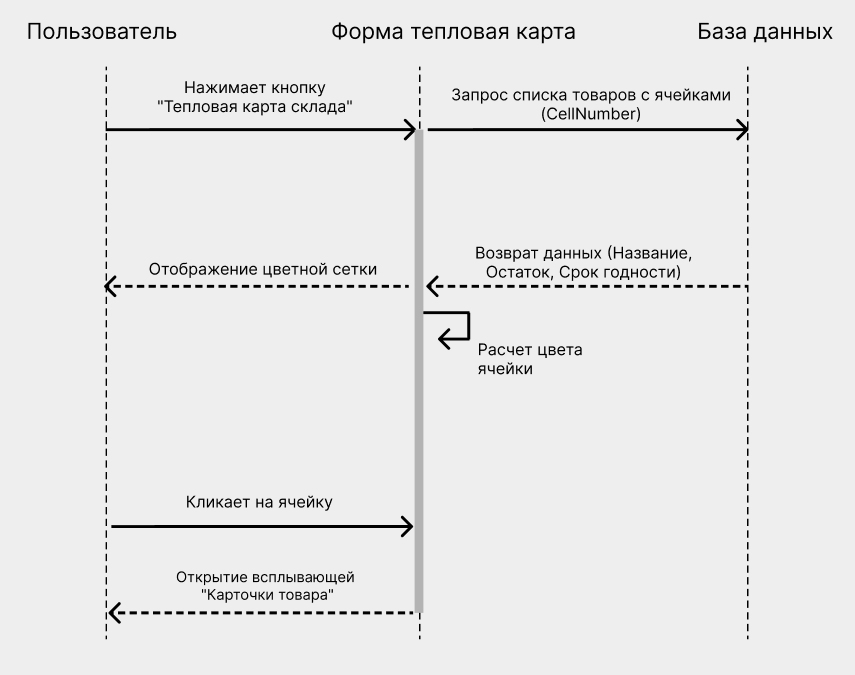 Пользователь
Форма тепловая карта
База данных
Нажимает кнопку
"Тепловая карта склада"
Запрос списка товаров с ячейками
(CellNumber)
Отображение цветной сетки
Возврат данных (Название,
Остаток, Срок годности)
Расчет цвета
ячейки
Кликает на ячейку
Открытие всплывающей
"Карточки товара"